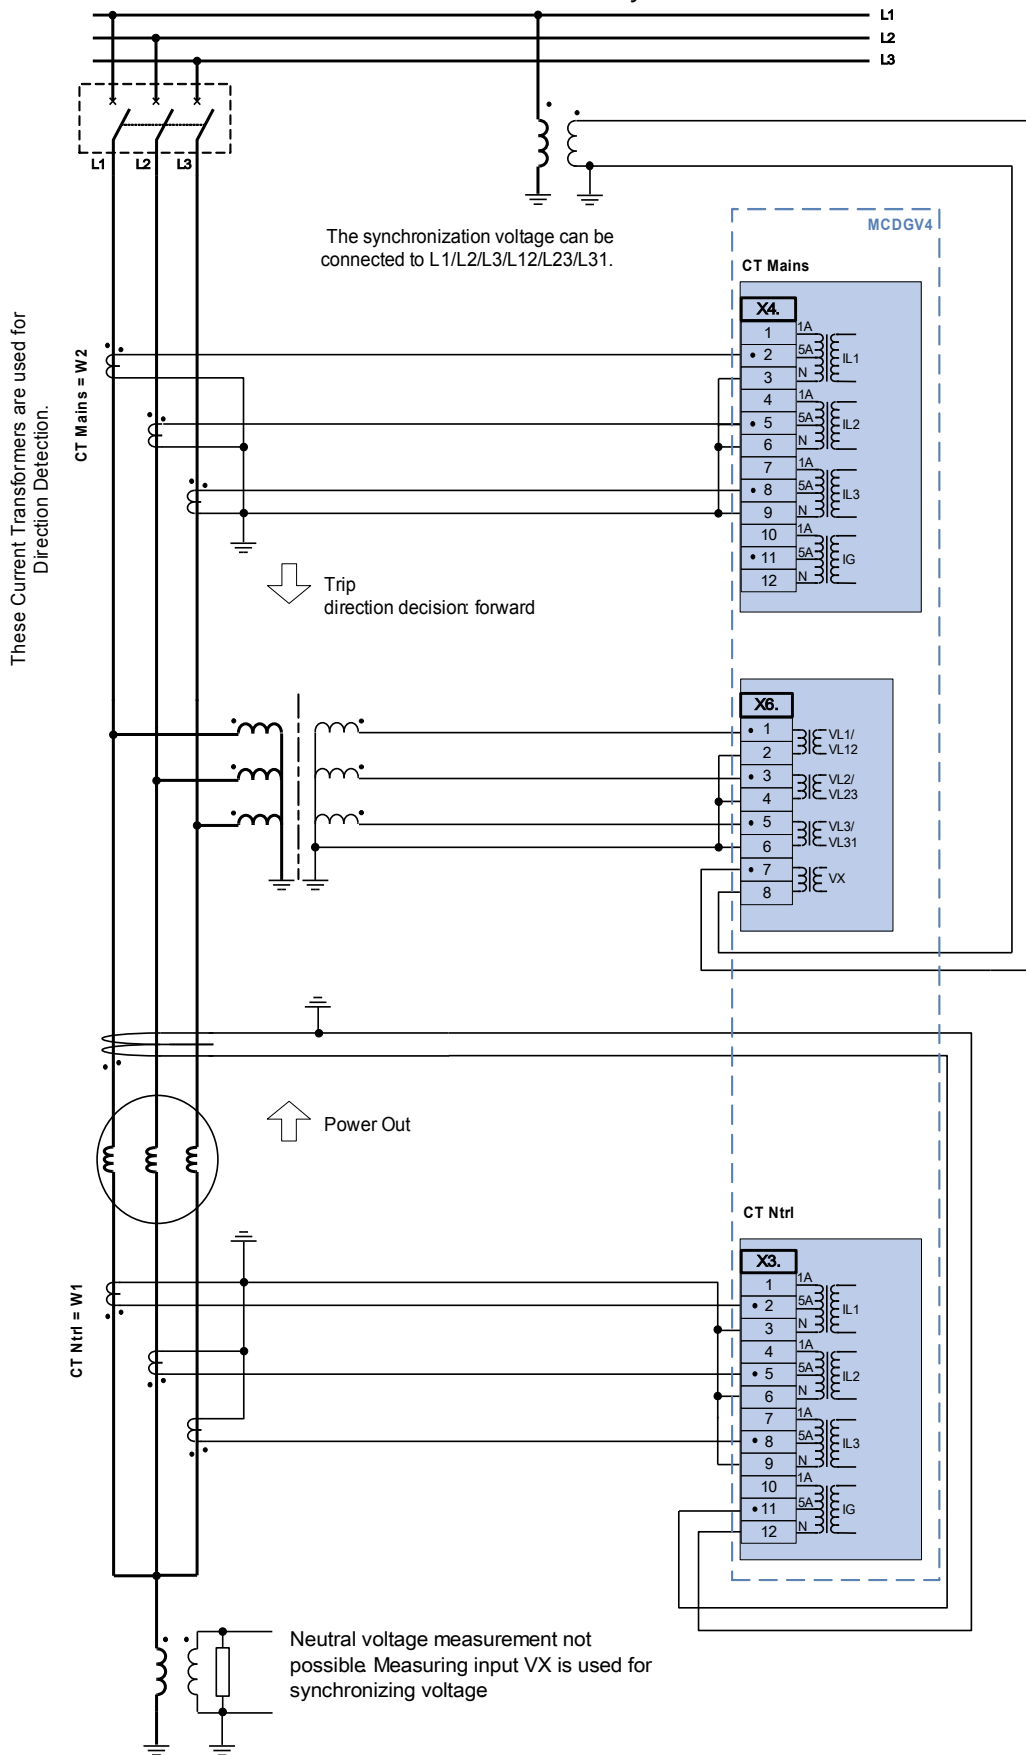 L1
L2
L3
L1 L2 L3
The synchronization voltage can be
connected to L1/L2/L3/L12/L23/L31.
MCDGV4
These Current Transformers are used for
Direction Detection.
CT Mains = W2
CT Mains
X4.
1 1A
2 5A IL1
3 N
4 1A
5 5A IL2
6 N
7 1A
8 5A IL3
9 N
10 1A
11 5A IG
12 N
Trip
direction decision: forward
X6.
1 VL1/
2 VL12
3 VL2/
4 VL23
5 VL3/
6 VL31
7 VX
8
Power Out
CT Ntrl
CT Ntrl = W1
X3.
1 1A
2 5A IL1
3 N
4 1A
5 5A IL2
6 N
7 1A
8 5A IL3
9 N
10 1A
11 5A IG
12 N
Neutral voltage measurement not
possible. Measuring input VX is used for
synchronizing voltage